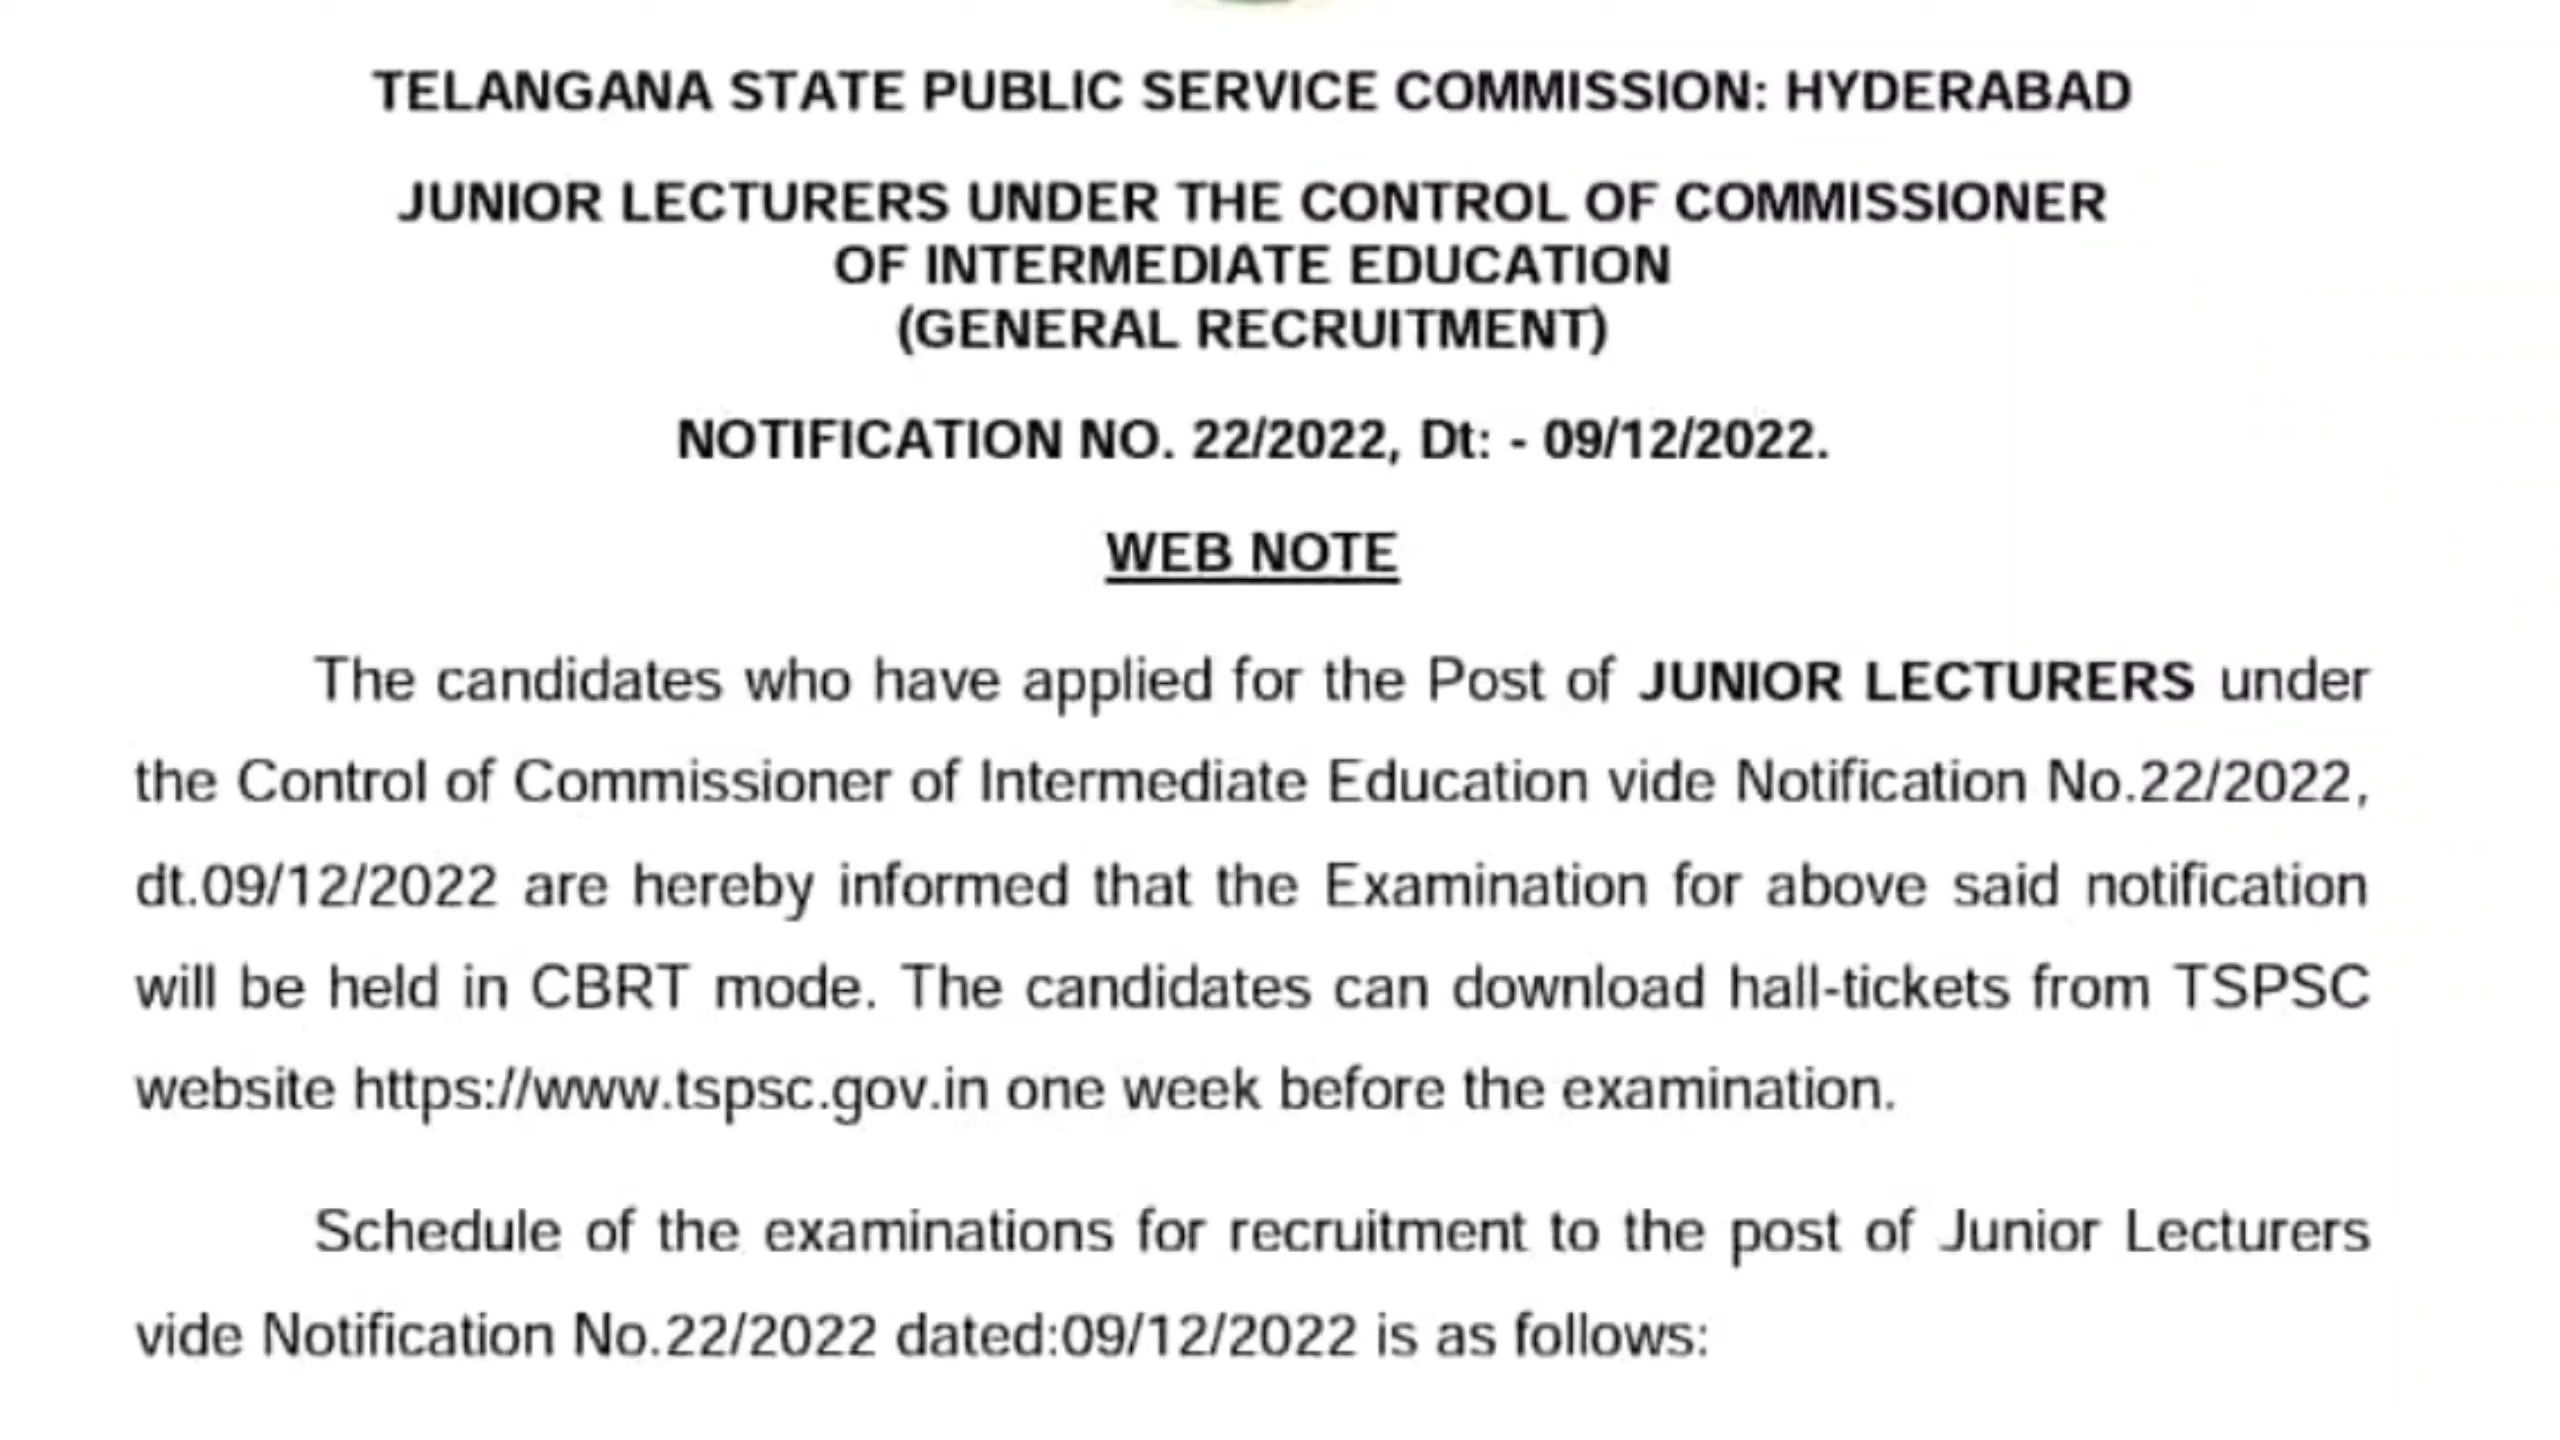 TELANGANA STATE PUBLIC SERVICE COMMISSION: HYDERABAD
JUNIOR LECTURERS UNDER THE CONTROL OF COMMISSIONER
OF INTERMEDIATE EDUCATION
(GENERAL RECRUITMENT)
NOTIFICATION NO. 22/2022, Dt: - 09/12/2022.
WEB NOTE
The candidates who have applied for the Post of JUNIOR LECTURERS under
the Control of Commissioner of Intermediate Education vide Notification No.22/2022,
dt.09/12/2022 are hereby informed that the Examination for above said notification
will be held in CBRT mode. The candidates can download hall-tickets from TSPSC
website https://www.tspsc.gov.in one week before the examination.
Schedule of the examinations for recruitment to the post of Junior Lecturers
vide Notification No.22/2022 dated:09/12/2022 is as follows: